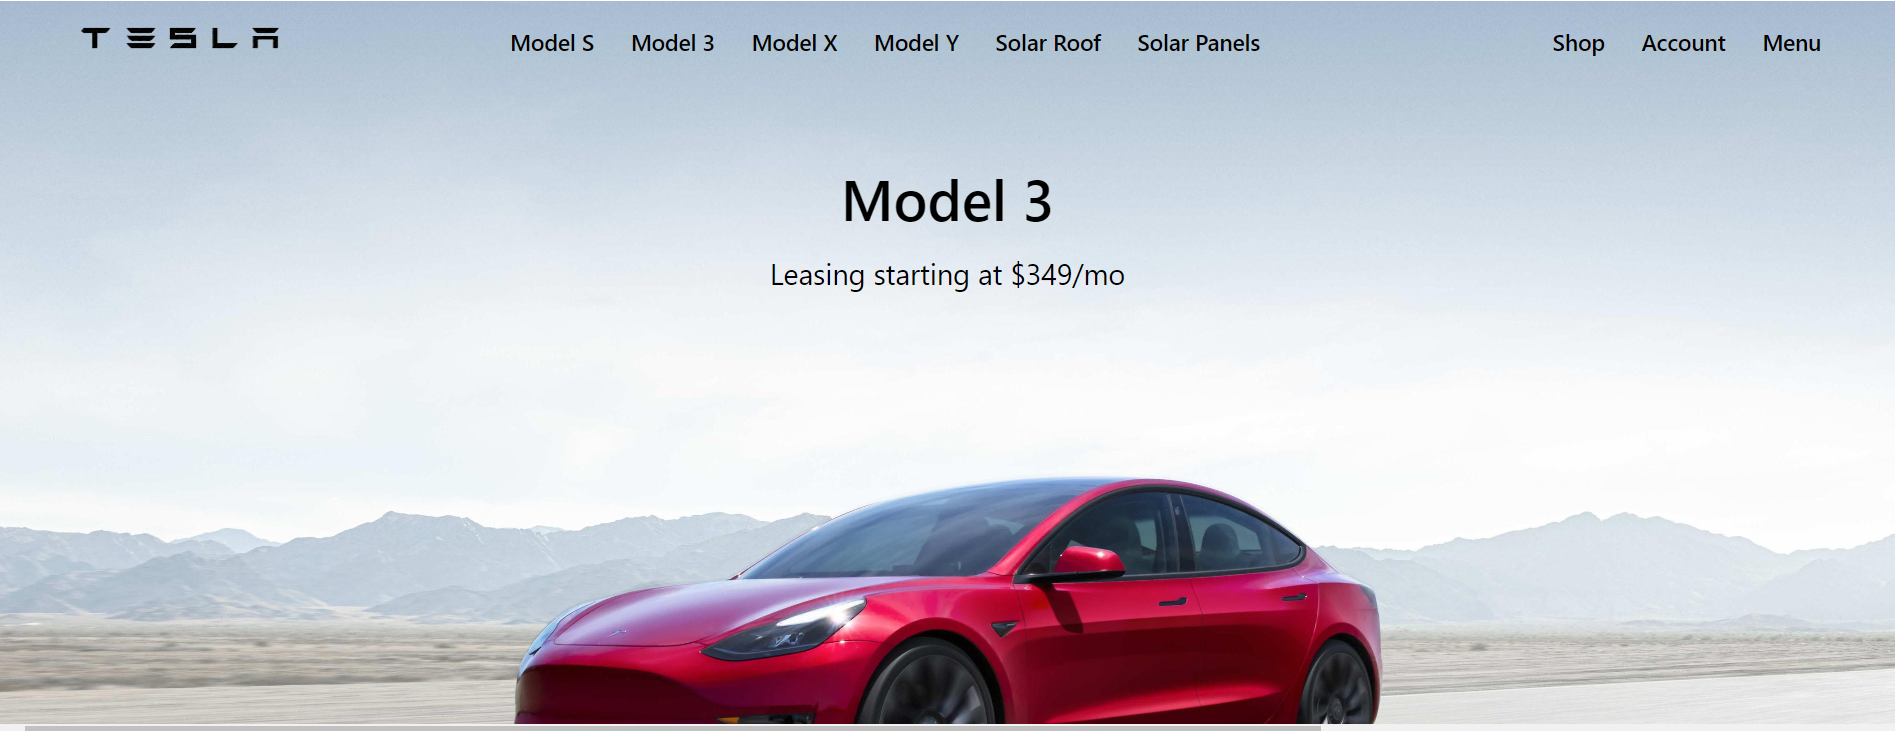 TESLA Model S Model 3 Model X Model Y Solar Roof Solar Panels Shop Account Menu
Model 3
Leasing starting at $349/mo